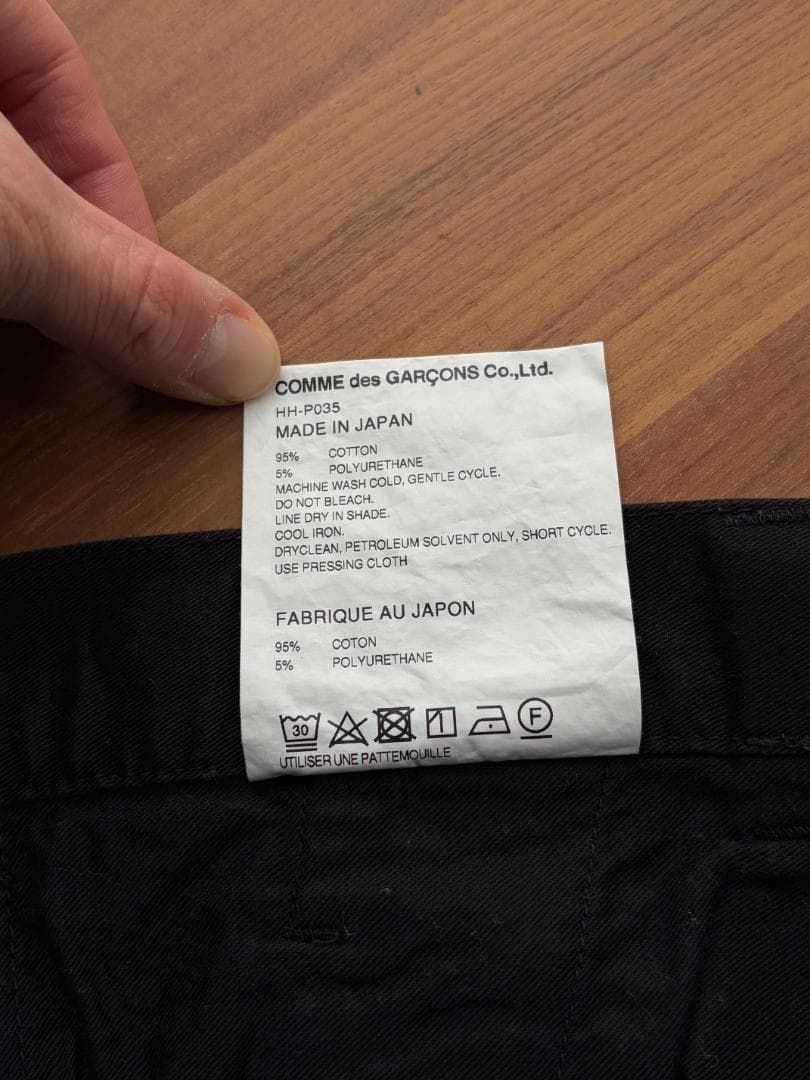 COMME des GARÇONS Co.,Ltd.
HH-P035
MADE IN JAPAN
95% COTTON
5% POLYURETHANE
MACHINE WASH COLD, GENTLE CYCLE.
DO NOT BLEACH.
LINE DRY IN SHADE.
COOL IRON.
DRYCLEAN, PETROLEUM SOLVENT ONLY, SHORT CYCLE.
USE PRESSING CLOTH
FABRIQUE AU JAPON
95% COTON
5% POLYURETHANE
30 F
UTILISER UNE PATTEMOUILLE